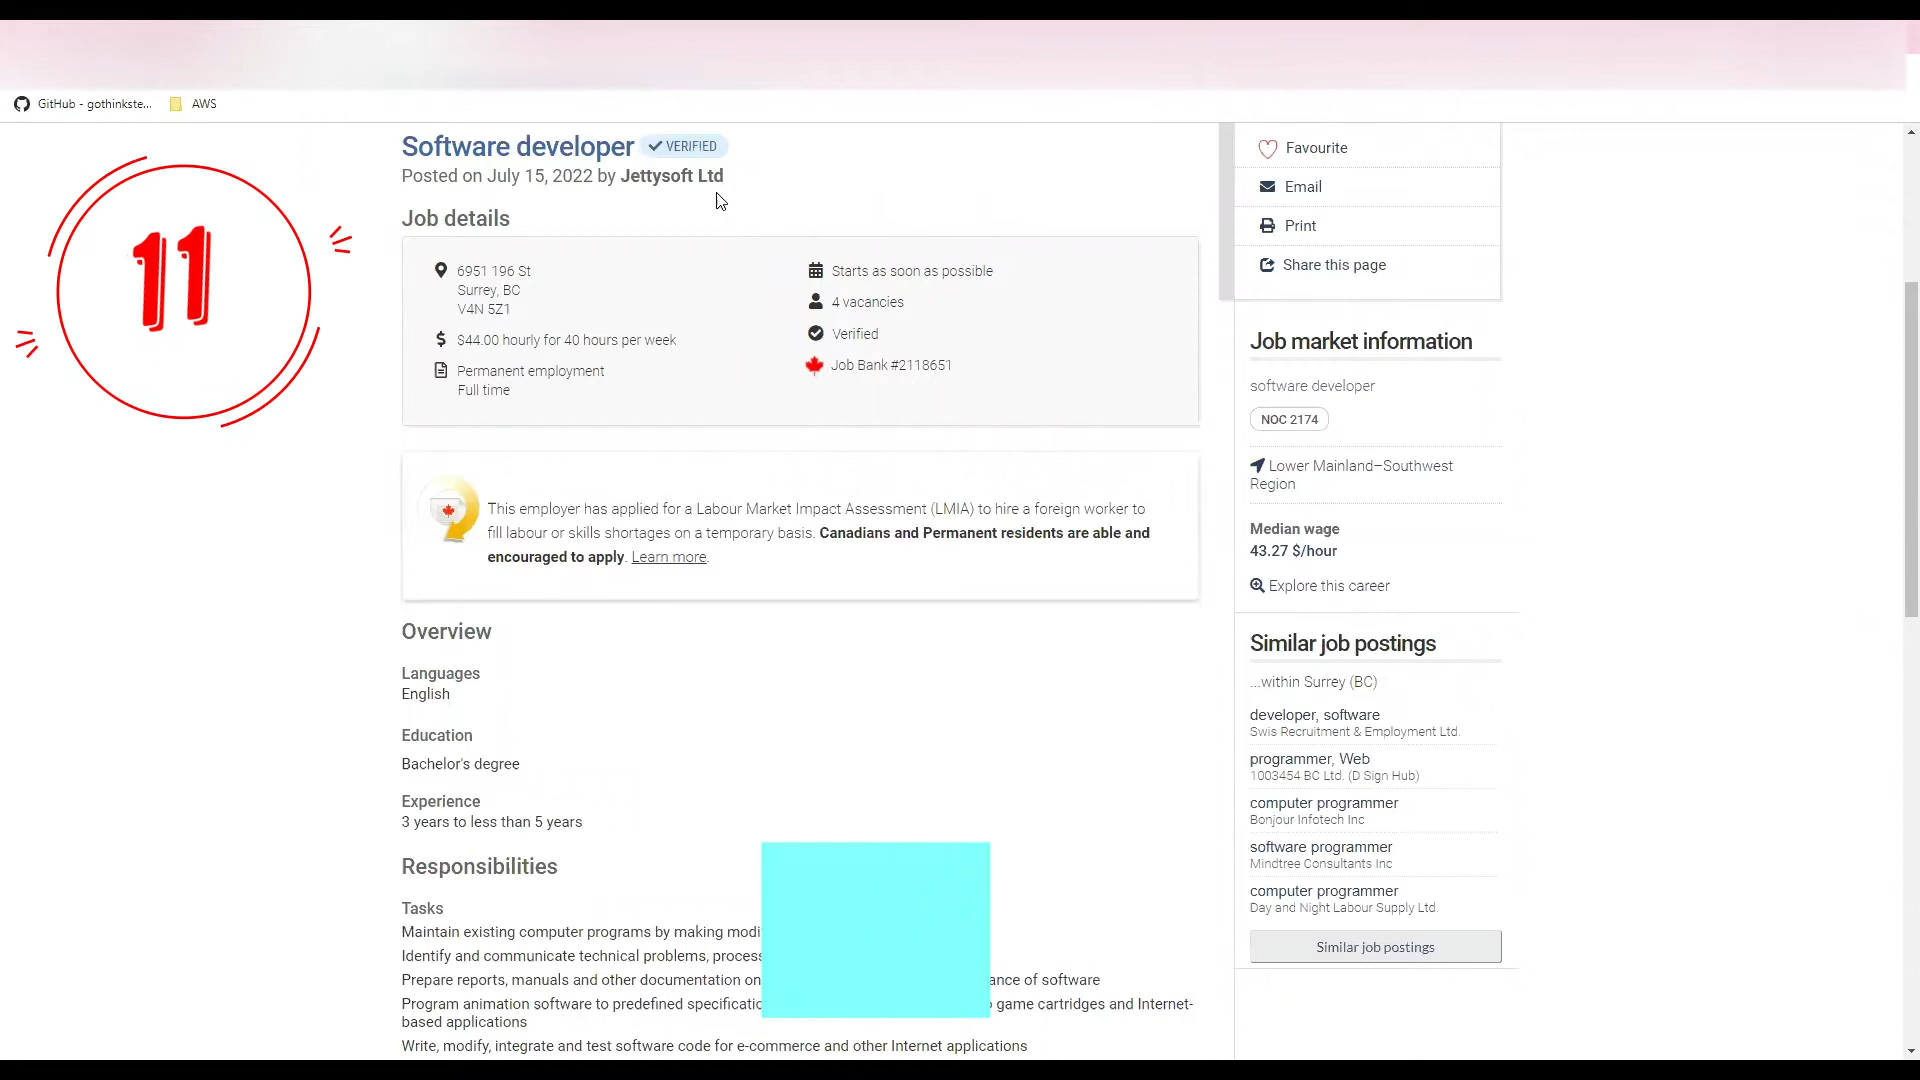 GitHub - gothinkste...
AWS
11
Software developer
VERIFIED
Posted on July 15, 2022 by Jettysoft Ltd
Job details
6951 196 St
Surrey, BC
V4N 5Z1
$44.00 hourly for 40 hours per week
Permanent employment
Full time
Starts as soon as possible
4 vacancies
Verified
Job Bank #2118651
This employer has applied for a Labour Market Impact Assessment (LMIA) to hire a foreign worker to
fill labour or skills shortages on a temporary basis. Canadians and Permanent residents are able and
encouraged to apply. Learn more.
Overview
Languages
English
Education
Bachelor's degree
Experience
3 years to less than 5 years
Responsibilities
Tasks
Maintain existing computer programs by making
Identify and communicate technical problems,
Prepare reports, manuals and other documentation on of software
Program animation software to predefined game cartridges and Internet-
based applications
Write, modify, integrate and test software code for e-commerce and other Internet applications
Favourite
Email
Print
Share this page
Job market information
software developer
NOC 2174
Lower Mainland–Southwest
Region
Median wage
43.27 $/hour
Explore this career
Similar job postings
...within Surrey (BC)
developer, software
Swis Recruitment & Employment Ltd.
programmer, Web
1003454 BC Ltd. (D Sign Hub)
computer programmer
Bonjour Infotech Inc
software programmer
Mindtree Consultants Inc
computer programmer
Day and Night Labour Supply Ltd.
Similar job postings